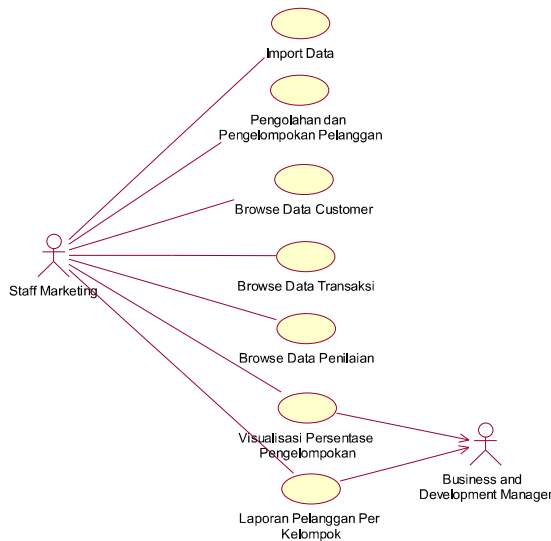 Import Data
Pengolahan dan
Pengelompokan Pelanggan
Browse Data Customer
Staff Marketing
Browse Data Transaksi
Browse Data Penilaian
Visualisasi Persentase
Pengelompokan
Business and
Development Manager
Laporan Pelanggan Per
Kelompok